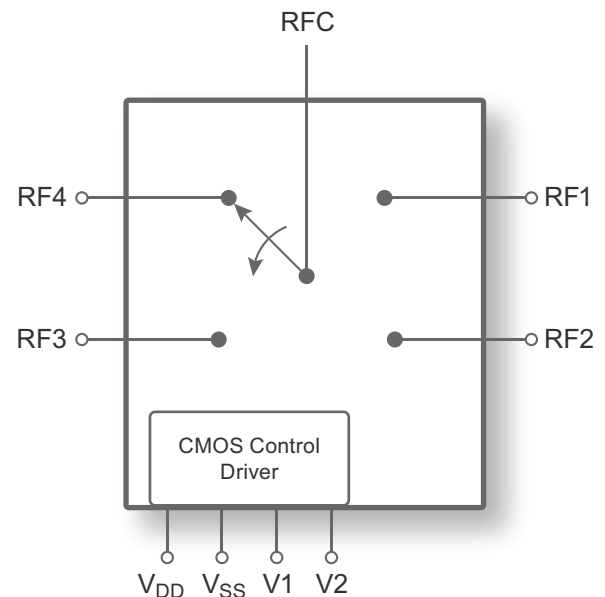 RFC
RF4
RF1
RF3
RF2
CMOS Control
Driver
VDD VSS V1 V2